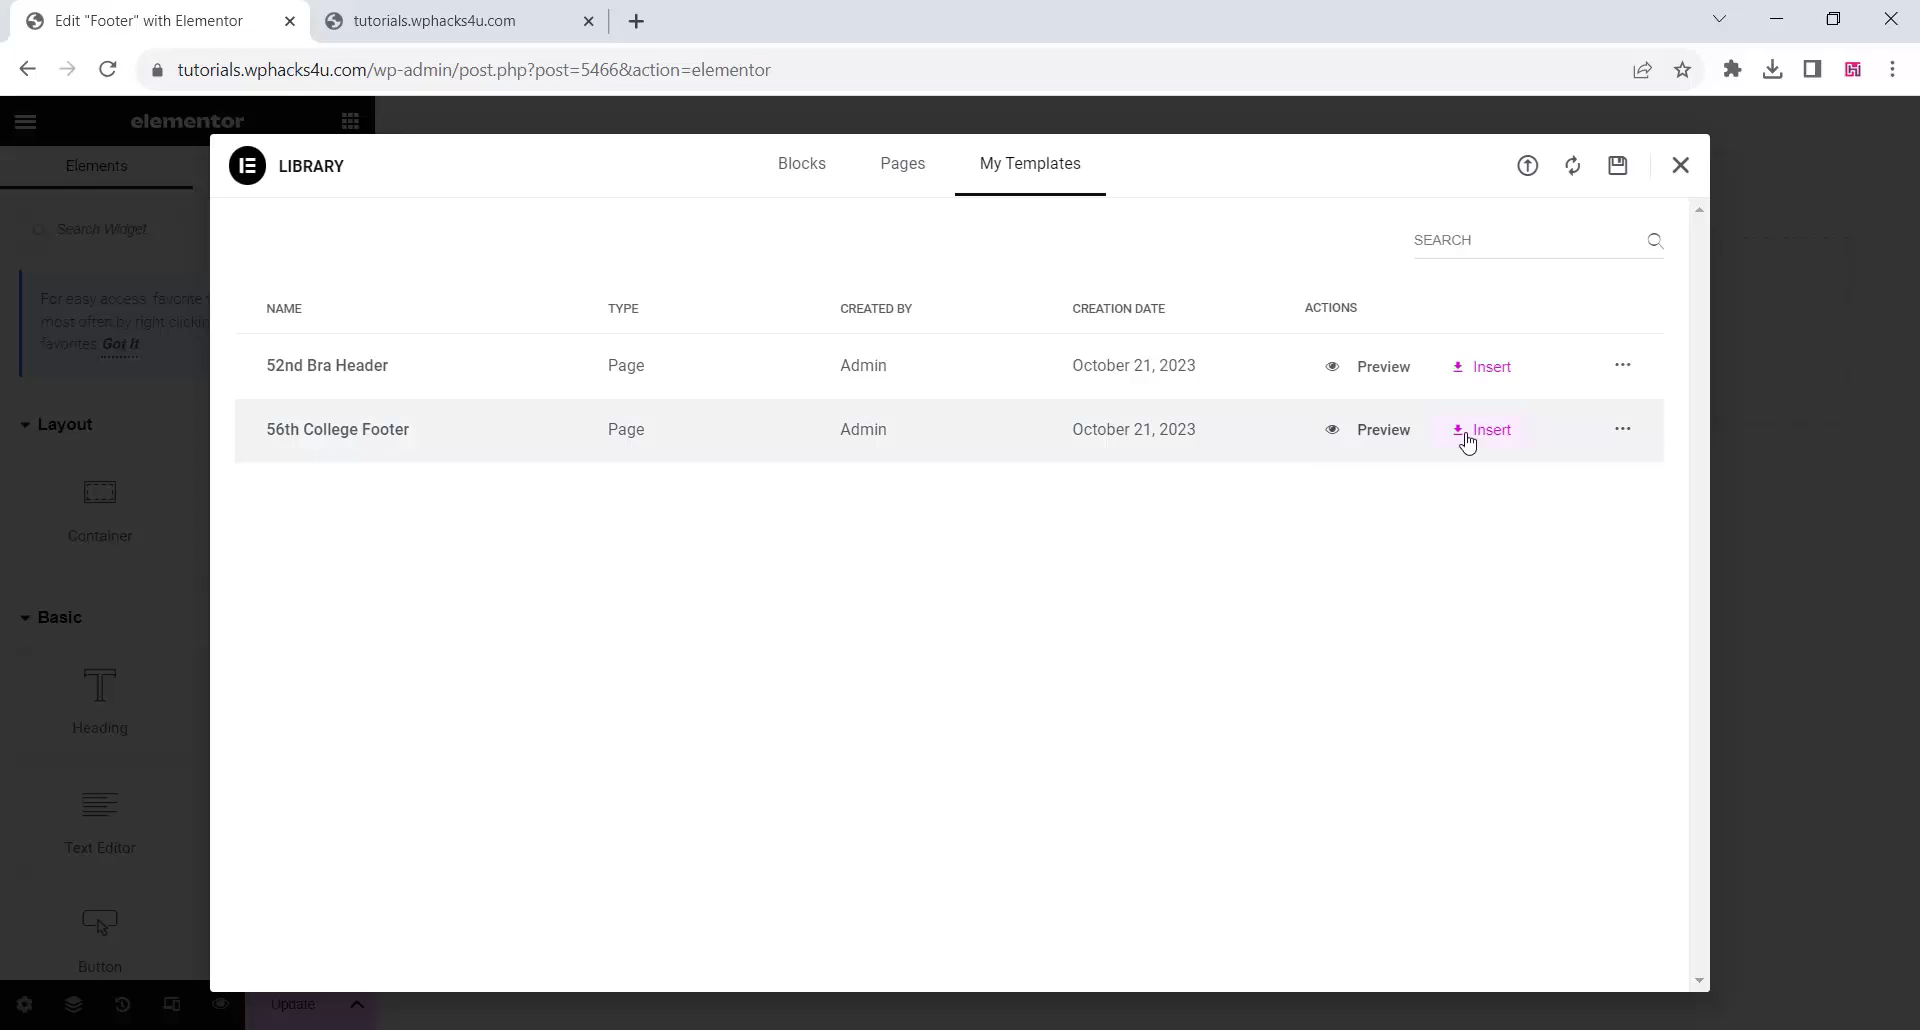 Edit "Footer" with Elementor
tutorials.wphacks4u.com
tutorials.wphacks4u.com/wp-admin/post.php?post=5466&action=elementor
elementor
Elements
LIBRARY
Blocks
Pages
My Templates
Search Widget...
SEARCH
For easy access, favorite
most often by right clickin
favorites. Got It
NAME
TYPE
CREATED BY
CREATION DATE
ACTIONS
52nd Bra Header
Page
Admin
October 21, 2023
Preview
Insert
Layout
56th College Footer
Page
Admin
October 21, 2023
Preview
Insert
Container
Basic
Heading
Text Editor
Button
Update